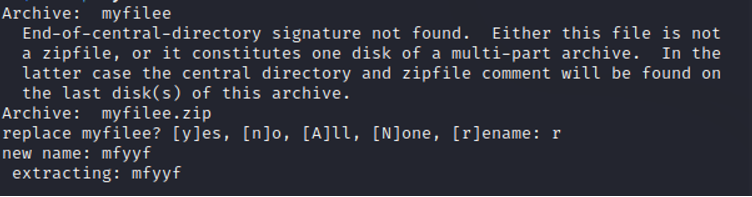 Archive:  myfilee
  End-of-central-directory signature not found.  Either this file is not
  a zipfile, or it constitutes one disk of a multi-part archive.  In the
  latter case the central directory and zipfile comment will be found on
  the last disk(s) of this archive.
Archive:  myfilee.zip
replace myfilee? [y]es, [n]o, [A]ll, [N]one, [r]ename: r
new name: mfyyf
 extracting: mfyyf